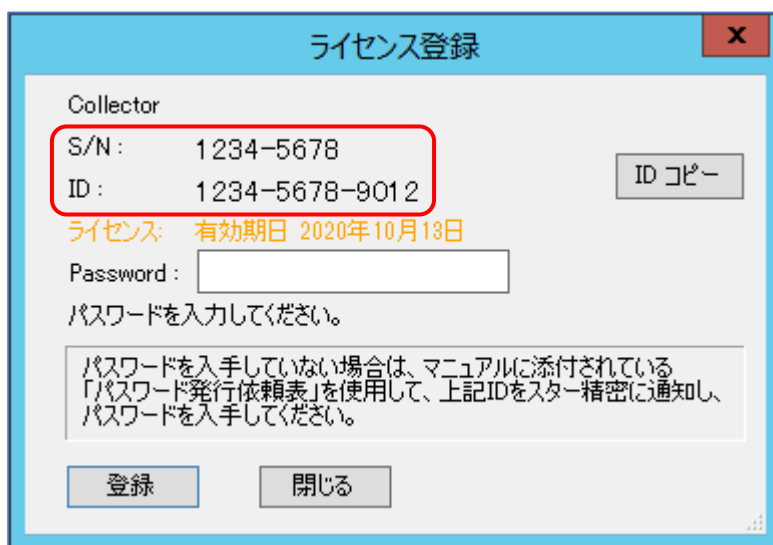 ライセンス登録
x
Collector
S/N : 1234-5678
ID : 1234-5678-9012
ID コピー
ライセンス: 有効期日 2020年10月13日
Password :
パスワードを入力してください。
パスワードを入手していない場合は、マニュアルに添付されている
「パスワード発行依頼表」を使用して、上記IDをスター精密に通知し、
パスワードを入手してください。
登録 閉じる